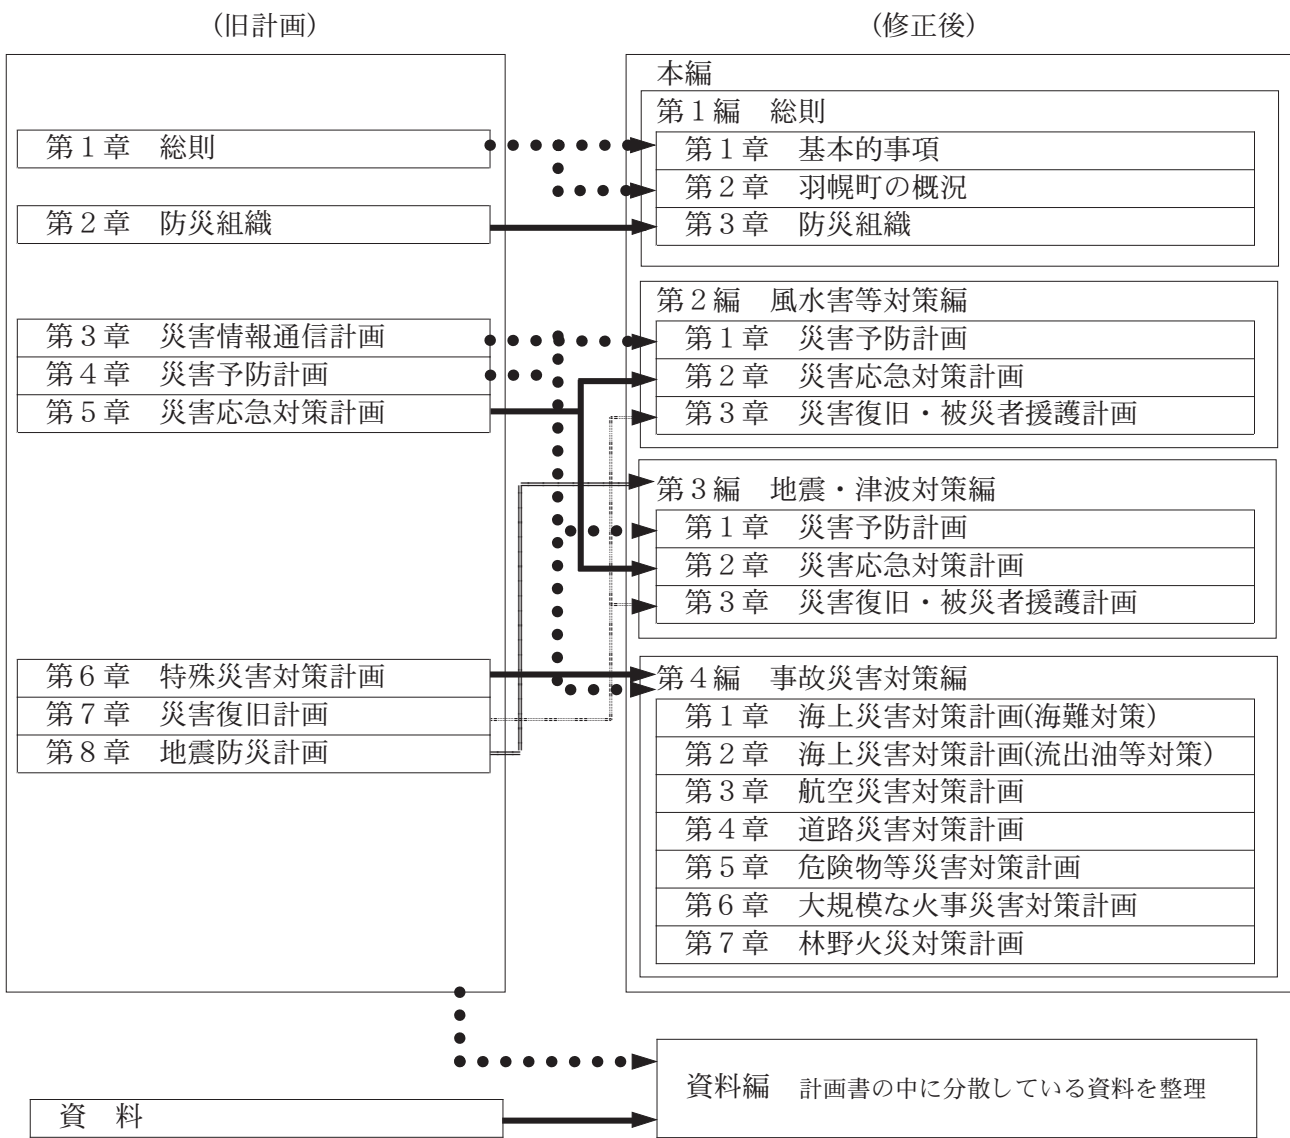 (旧計画)
第１章　総則
第２章　防災組織
第３章　災害情報通信計画
第４章　災害予防計画
第５章　災害応急対策計画
第６章　特殊災害対策計画
第７章　災害復旧計画
第８章　地震防災計画
資　料
(修正後)
本編
第１編　総則
第１章　基本的事項
第２章　羽幌町の概況
第３章　防災組織
第２編　風水害等対策編
第１章　災害予防計画
第２章　災害応急対策計画
第３章　災害復旧・被災者援護計画
第３編　地震・津波対策編
第１章　災害予防計画
第２章　災害応急対策計画
第３章　災害復旧・被災者援護計画
第４編　事故災害対策編
第１章　海上災害対策計画(海難対策)
第２章　海上災害対策計画(流出油等対策)
第３章　航空災害対策計画
第４章　道路災害対策計画
第５章　危険物等災害対策計画
第６章　大規模な火事災害対策計画
第７章　林野火災対策計画
資料編　計画書の中に分散している資料を整理